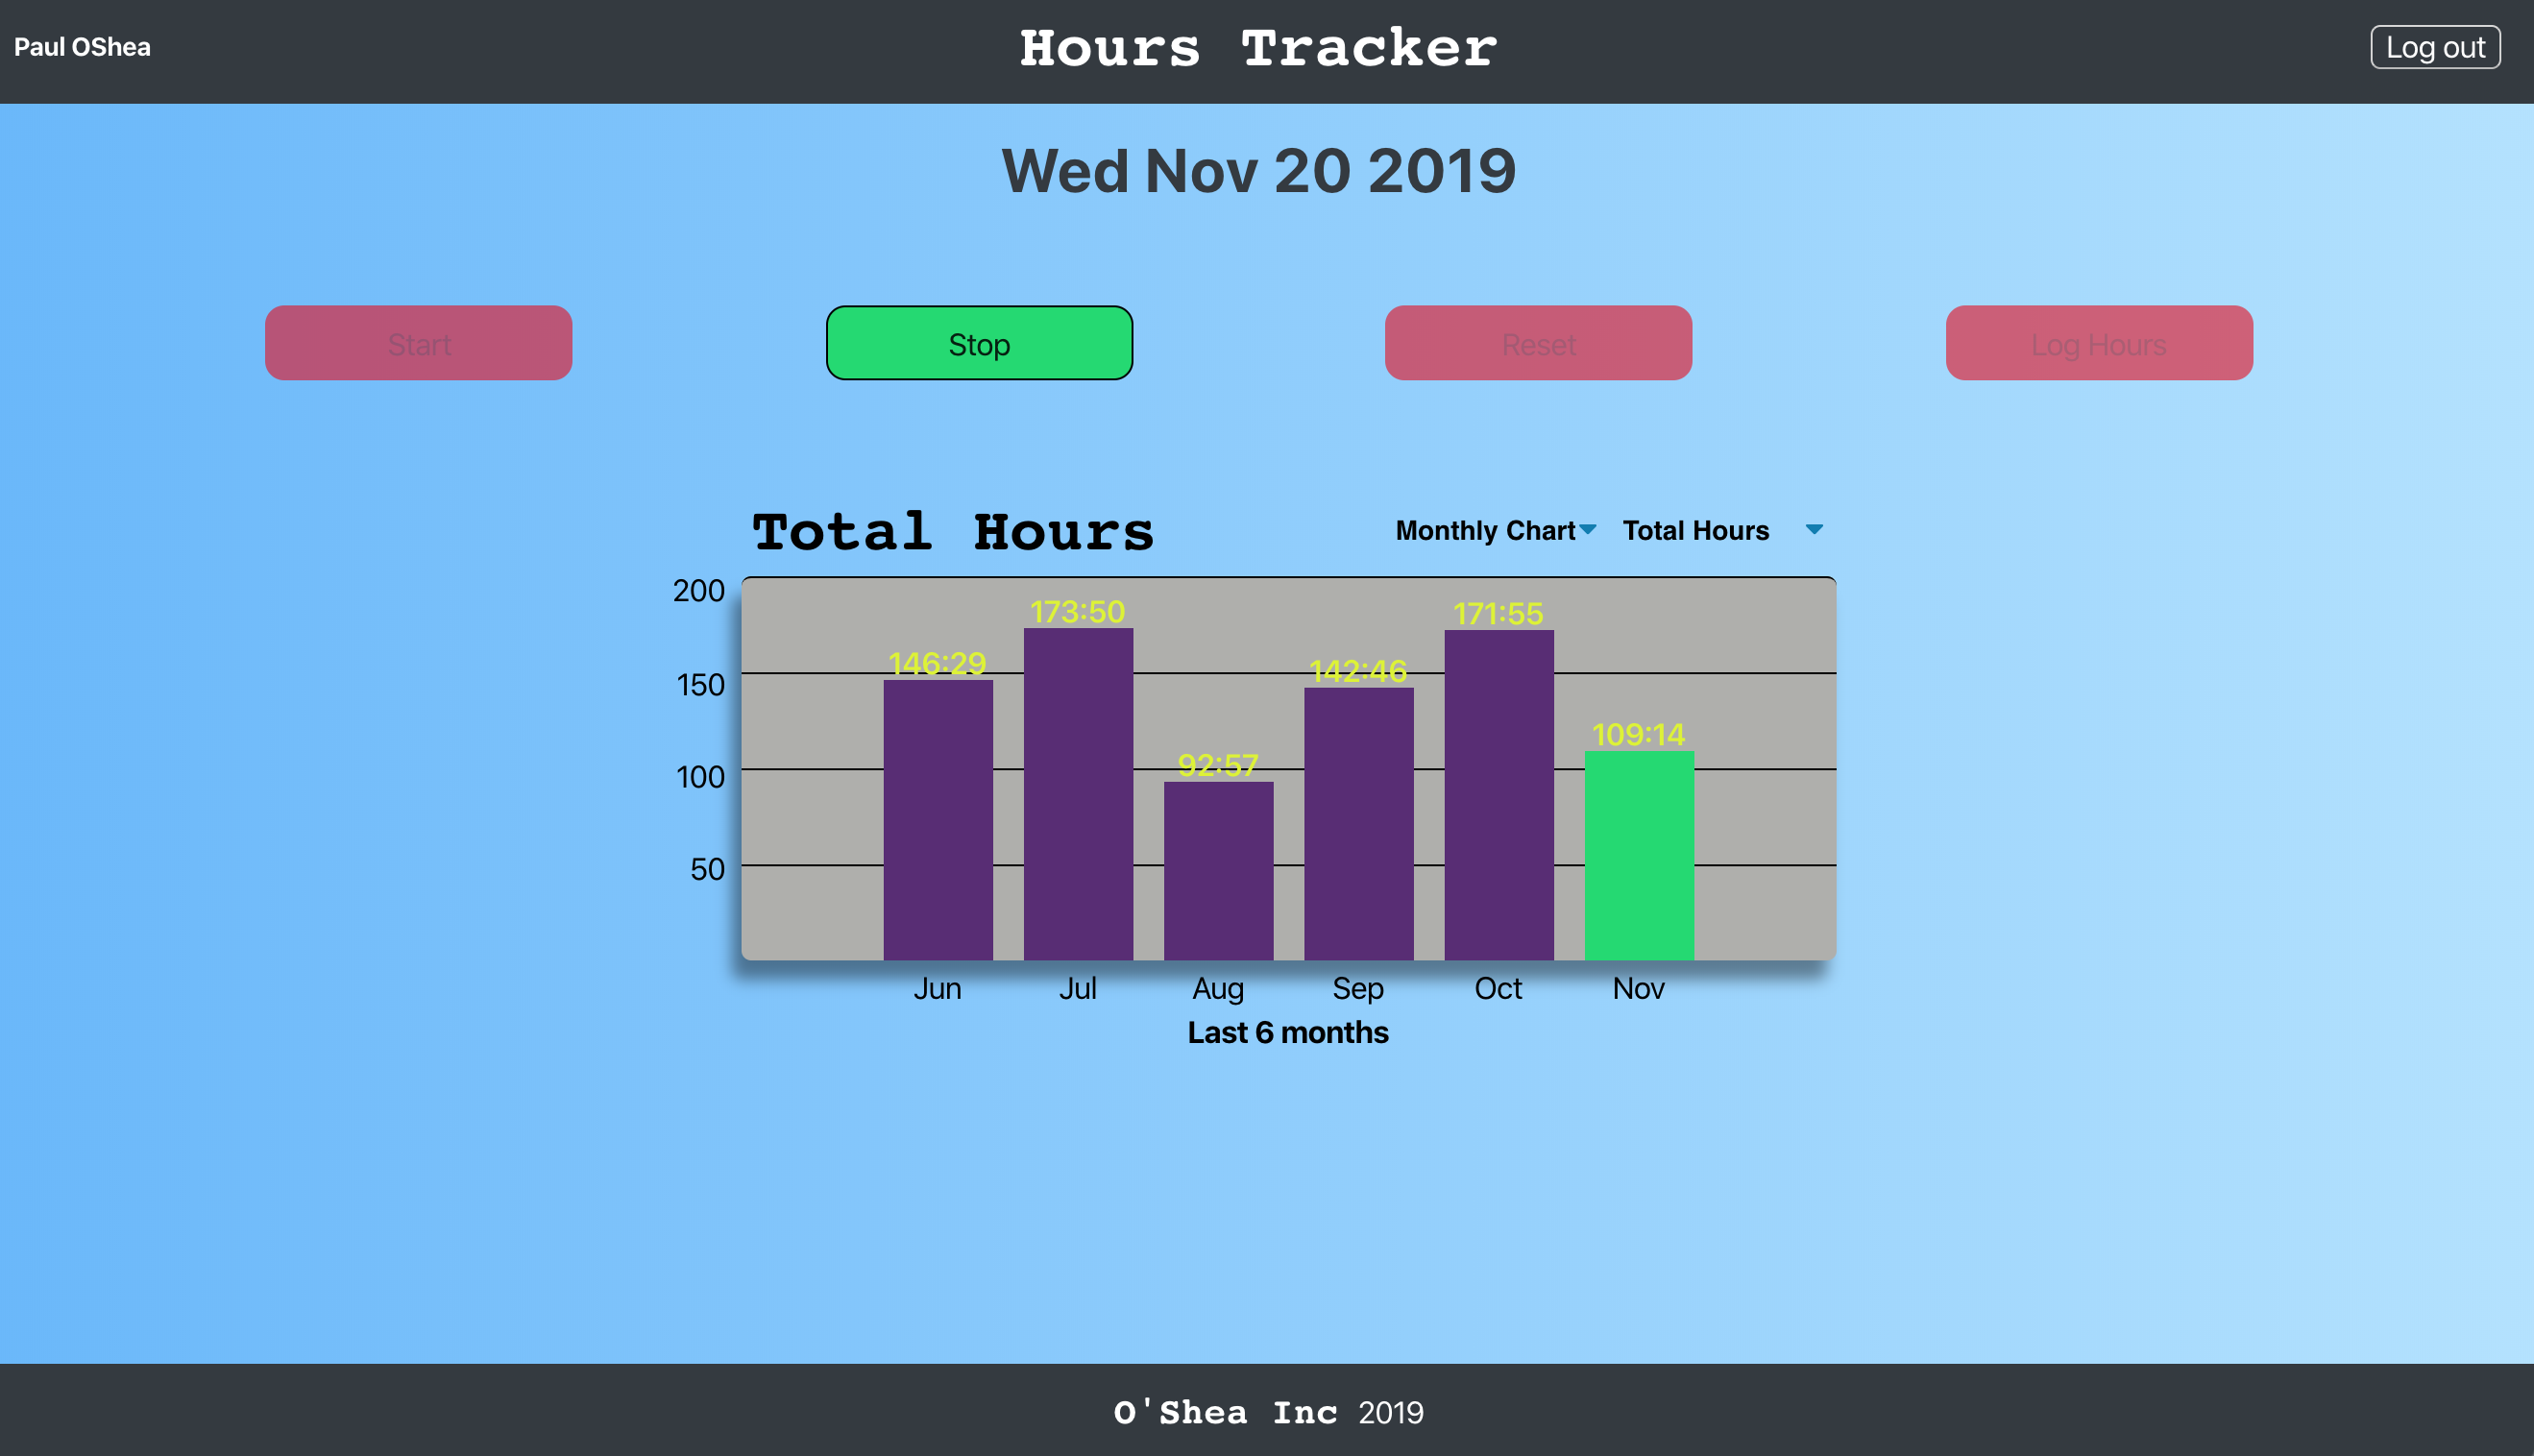 Paul OShea
Hours Tracker
Log out
Wed Nov 20 2019
Start
Stop
Reset
Log Hours
Total Hours
Monthly Chart
Total Hours
200
150
100
50
146:29
173:50
92:57
142:46
171:55
109:14
Jun
Jul
Aug
Sep
Oct
Nov
Last 6 months
O'Shea Inc 2019